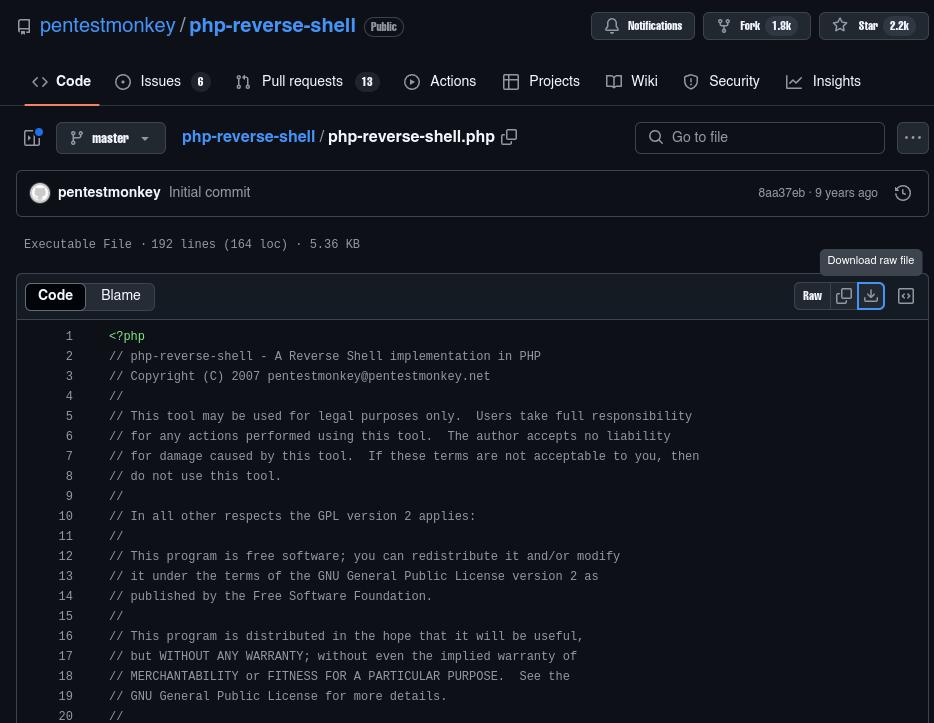 pentestmonkey / php-reverse-shell Public Notifications Fork 1.8k Star 2.2k
Code Issues 6 Pull requests 13 Actions Projects Wiki Security Insights
master php-reverse-shell / php-reverse-shell.php Go to file
pentestmonkey Initial commit 8aa37eb · 9 years ago
Executable File · 192 lines (164 loc) · 5.36 KB
Download raw file
Code Blame Raw
1 <?php
2 // php-reverse-shell - A Reverse Shell implementation in PHP
3 // Copyright (C) 2007 pentestmonkey@pentestmonkey.net
4 //
5 // This tool may be used for legal purposes only.  Users take full responsibility
6 // for any actions performed using this tool.  The author accepts no liability
7 // for damage caused by this tool.  If these terms are not acceptable to you, then
8 // do not use this tool.
9 //
10 // In all other respects the GPL version 2 applies:
11 //
12 // This program is free software; you can redistribute it and/or modify
13 // it under the terms of the GNU General Public License version 2 as
14 // published by the Free Software Foundation.
15 //
16 // This program is distributed in the hope that it will be useful,
17 // but WITHOUT ANY WARRANTY; without even the implied warranty of
18 // MERCHANTABILITY or FITNESS FOR A PARTICULAR PURPOSE.  See the
19 // GNU General Public License for more details.
20 //